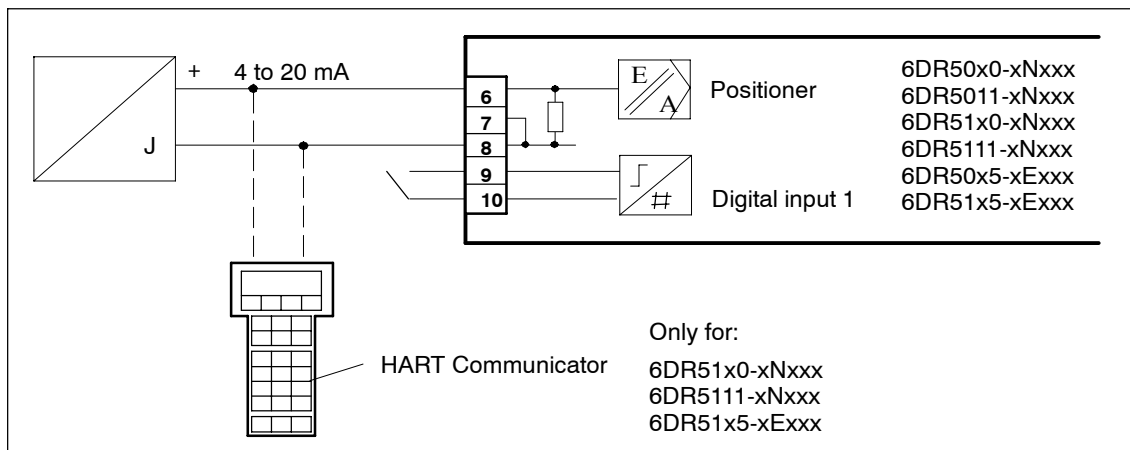 + 4 to 20 mA
J
6
7
8
9
10
E
A
Positioner
Digital input 1
6DR50x0-xNxxx
6DR5011-xNxxx
6DR51x0-xNxxx
6DR5111-xNxxx
6DR50x5-xExxx
6DR51x5-xExxx
HART Communicator
Only for:
6DR51x0-xNxxx
6DR5111-xNxxx
6DR51x5-xExxx